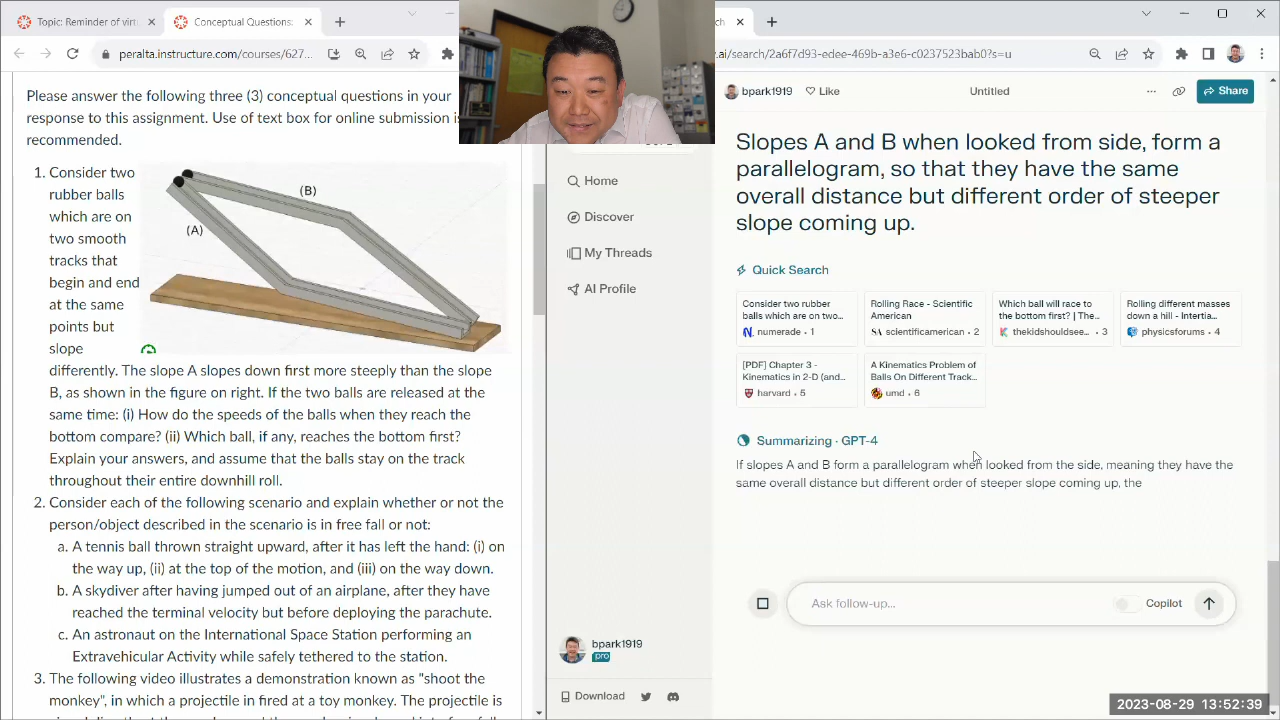 Topic: Reminder of virt
Conceptual Questions:
ch
peralta.instructure.com/courses/627...
.ai/search/2a6f7d93-edee-469b-a3e6-c0237523bab0?s=u
Please answer the following three (3) conceptual questions in your
response to this assignment. Use of text box for online submission is
recommended.
1. Consider two
rubber balls
which are on
two smooth
tracks that
begin and end
at the same
points but
slope
(A)
(B)
differently. The slope A slopes down first more steeply than the slope
B, as shown in the figure on right. If the two balls are released at the
same time: (i) How do the speeds of the balls when they reach the
bottom compare? (ii) Which ball, if any, reaches the bottom first?
Explain your answers, and assume that the balls stay on the track
throughout their entire downhill roll.
2. Consider each of the following scenario and explain whether or not the
person/object described in the scenario is in free fall or not:
a. A tennis ball thrown straight upward, after it has left the hand: (i) on
the way up, (ii) at the top of the motion, and (iii) on the way down.
b. A skydiver after having jumped out of an airplane, after they have
reached the terminal velocity but before deploying the parachute.
c. An astronaut on the International Space Station performing an
Extravehicular Activity while safely tethered to the station.
3. The following video illustrates a demonstration known as "shoot the
monkey", in which a projectile in fired at a toy monkey. The projectile is
Home
Discover
My Threads
AI Profile
bpark1919
pro
Download
bpark1919
Like
Untitled
Share
Slopes A and B when looked from side, form a
parallelogram, so that they have the same
overall distance but different order of steeper
slope coming up.
Quick Search
Consider two rubber
balls which are on two...
numerade • 1
Rolling Race - Scientific
American
scientificamerican • 2
Which ball will race to
the bottom first? | The...
thekidshouldsee... • 3
Rolling different masses
down a hill - Intertia...
physicsforums • 4
[PDF] Chapter 3 -
Kinematics in 2-D (and...
harvard • 5
A Kinematics Problem of
Balls On Different Track...
umd • 6
Summarizing · GPT-4
If slopes A and B form a parallelogram when looked from the side, meaning they have the
same overall distance but different order of steeper slope coming up, the
Ask follow-up...
Copilot
2023-08-29 13:52:39